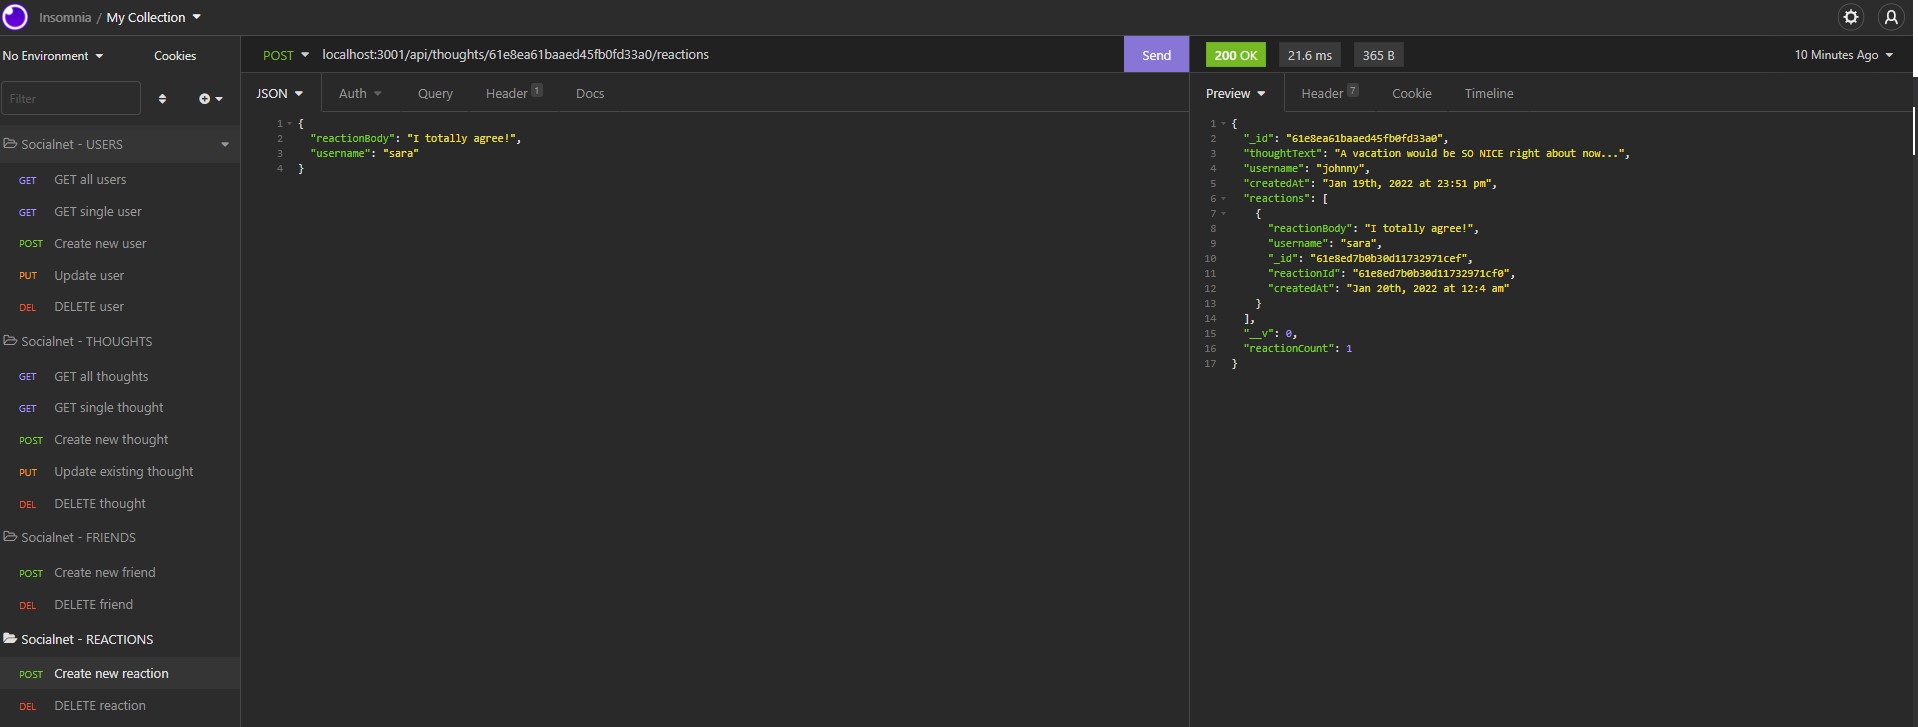 Insomnia / My Collection
No Environment
Cookies
Filter
Socialnet - USERS
GET GET all users
GET GET single user
POST Create new user
PUT Update user
DEL DELETE user
Socialnet - THOUGHTS
GET GET all thoughts
GET GET single thought
POST Create new thought
PUT Update existing thought
DEL DELETE thought
Socialnet - FRIENDS
POST Create new friend
DEL DELETE friend
Socialnet - REACTIONS
POST Create new reaction
DEL DELETE reaction
POST localhost:3001/api/thoughts/61e8ea61baaed45fb0fd33a0/reactions Send
JSON Auth Query Header 1 Docs
1 {
2 "reactionBody": "I totally agree!",
3 "username": "sara"
4 }
200 OK 21.6 ms 365 B 10 Minutes Ago
Preview Header 7 Cookie Timeline
1 {
2 "_id": "61e8ea61baaed45fb0fd33a0",
3 "thoughtText": "A vacation would be SO NICE right about now...",
4 "username": "johnny",
5 "createdAt": "Jan 19th, 2022 at 23:51 pm",
6 "reactions": [
7 {
8 "reactionBody": "I totally agree!",
9 "username": "sara",
10 "_id": "61e8ed7b0b30d11732971cef",
11 "reactionId": "61e8ed7b0b30d11732971cf0",
12 "createdAt": "Jan 20th, 2022 at 12:4 am"
13 }
14 ],
15 "__v": 0,
16 "reactionCount": 1
17 }